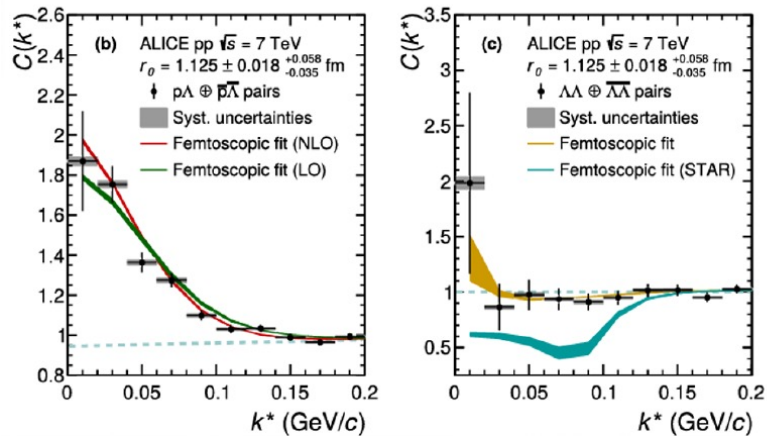 C(k*)
2.6
2.4
2.2
2
1.8
1.6
1.4
1.2
1
0.8
(b)
ALICE pp √s = 7 TeV
r₀ = 1.125 ± 0.018 +0.058 -0.035 fm
pΛ ⊕ p̅Λ̅ pairs
Syst. uncertainties
Femtoscopic fit (NLO)
Femtoscopic fit (LO)
0 0.05 0.1 0.15 0.2
k* (GeV/c)
C(k*)
3.5
3
2.5
2
1.5
1
0.5
(c)
ALICE pp √s = 7 TeV
r₀ = 1.125 ± 0.018 +0.058 -0.035 fm
ΛΛ ⊕ Λ̅Λ̅ pairs
Syst. uncertainties
Femtoscopic fit
Femtoscopic fit (STAR)
0 0.05 0.1 0.15 0.2
k* (GeV/c)